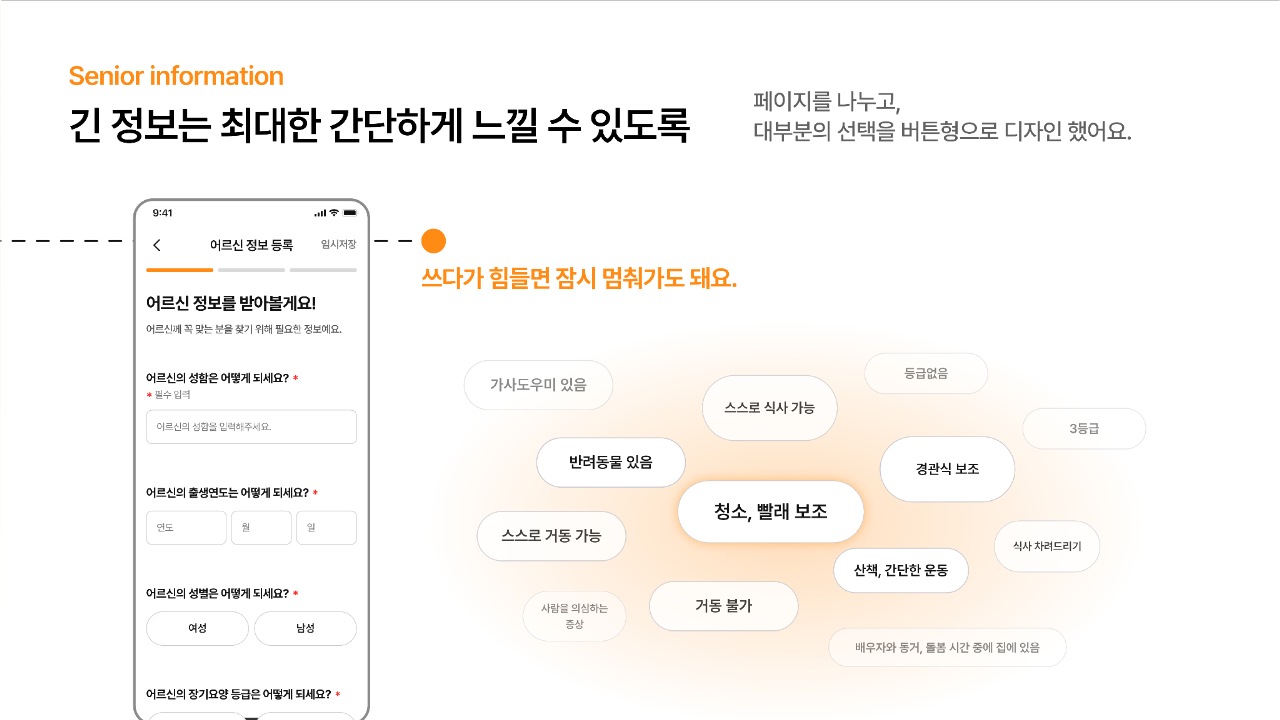 Senior information
긴 정보는 최대한 간단하게 느낄 수 있도록
페이지를 나누고,
대부분의 선택을 버튼형으로 디자인 했어요.
9:41
어르신 정보 등록
임시저장
어르신 정보를 받아볼게요!
어르신께 꼭 맞는 분을 찾기 위해 필요한 정보예요.
어르신의 성함은 어떻게 되세요? *
* 필수 입력
어르신의 성함을 입력해주세요.
어르신의 출생연도는 어떻게 되세요? *
연도
월
일
어르신의 성별은 어떻게 되세요? *
여성
남성
어르신의 장기요양 등급은 어떻게 되세요? *
쓰다가 힘들면 잠시 멈춰가도 돼요.
가사도우미 있음
스스로 식사 가능
등급없음
3등급
반려동물 있음
경관식 보조
청소, 빨래 보조
스스로 거동 가능
식사 차려드리기
산책, 간단한 운동
사람을 의심하는
증상
거동 불가
배우자와 동거, 돌봄 시간 중에 집에 있음